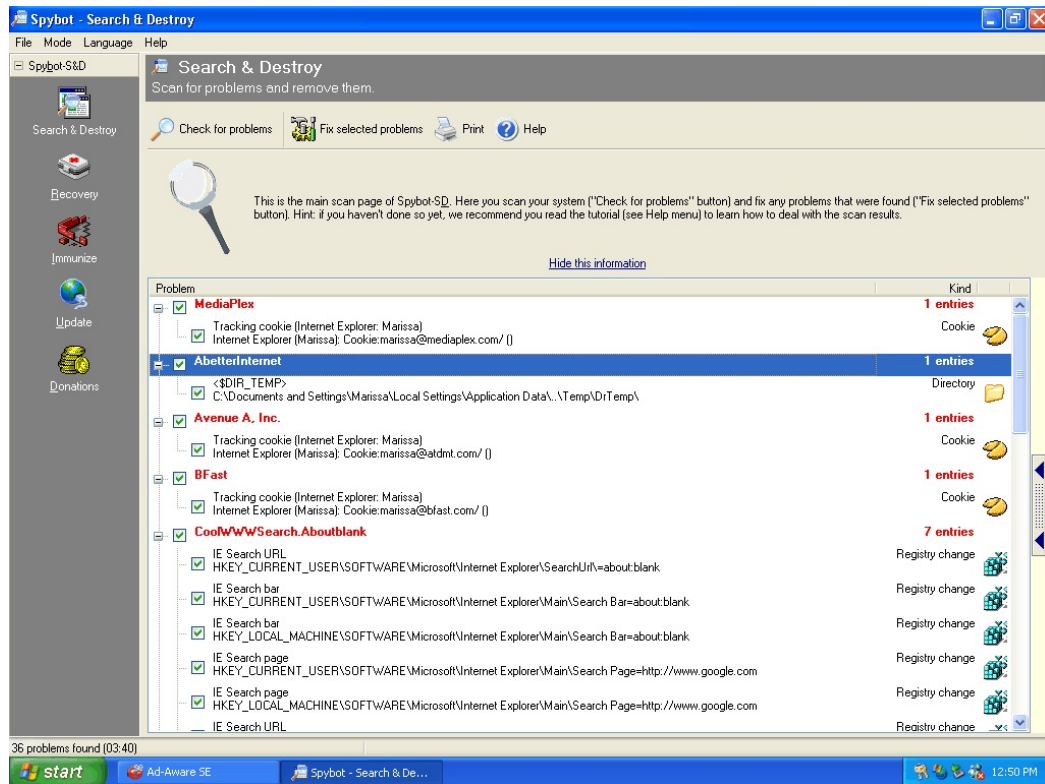 Spybot - Search & Destroy
File Mode Language Help
Spybot-S&D
Search & Destroy
Recovery
Immunize
Update
Donations
Search & Destroy
Scan for problems and remove them.
Check for problems Fix selected problems Print Help
This is the main scan page of Spybot-SD. Here you scan your system ("Check for problems" button) and fix any problems that were found ("Fix selected problems"
button). Hint: if you haven't done so yet, we recommend you read the tutorial (see Help menu) to learn how to deal with the scan results.
Hide this information
Problem Kind
MediaPlex 1 entries
Tracking cookie (Internet Explorer: Marissa) Cookie
Internet Explorer (Marissa): Cookie:marissa@mediaplex.com/ ()
AbetterInternet 1 entries
<$DIR_TEMP> Directory
C:\Documents and Settings\Marissa\Local Settings\Application Data\..\Temp\DrTemp\
Avenue A, Inc. 1 entries
Tracking cookie (Internet Explorer: Marissa) Cookie
Internet Explorer (Marissa): Cookie:marissa@atdmt.com/ ()
BFast 1 entries
Tracking cookie (Internet Explorer: Marissa) Cookie
Internet Explorer (Marissa): Cookie:marissa@bfast.com/ ()
CoolWWWSearch.Aboutblank 7 entries
IE Search URL Registry change
HKEY_CURRENT_USER\SOFTWARE\Microsoft\Internet Explorer\SearchUrl\=about:blank
IE Search bar Registry change
HKEY_CURRENT_USER\SOFTWARE\Microsoft\Internet Explorer\Main\Search Bar=about:blank
IE Search bar Registry change
HKEY_LOCAL_MACHINE\SOFTWARE\Microsoft\Internet Explorer\Main\Search Bar=about:blank
IE Search page Registry change
HKEY_CURRENT_USER\SOFTWARE\Microsoft\Internet Explorer\Main\Search Page=http://www.google.com
IE Search page Registry change
HKEY_LOCAL_MACHINE\SOFTWARE\Microsoft\Internet Explorer\Main\Search Page=http://www.google.com
IE Search URL Registry change
36 problems found (03:40)
start Ad-Aware SE Spybot - Search & De... 12:50 PM